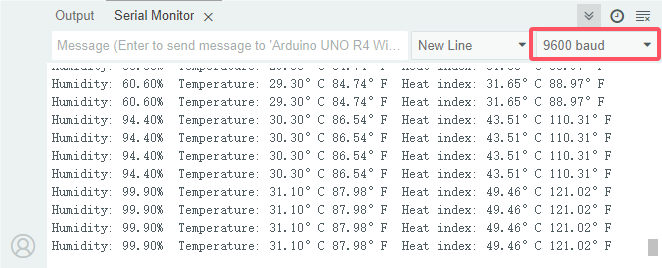 Output Serial Monitor
Message (Enter to send message to 'Arduino UNO R4 Wi... New Line 9600 baud
Humidity: 60.60% Temperature: 29.30° C 84.74° F Heat index: 31.65° C 88.97° F
Humidity: 60.60% Temperature: 29.30° C 84.74° F Heat index: 31.65° C 88.97° F
Humidity: 94.40% Temperature: 30.30° C 86.54° F Heat index: 43.51° C 110.31° F
Humidity: 94.40% Temperature: 30.30° C 86.54° F Heat index: 43.51° C 110.31° F
Humidity: 94.40% Temperature: 30.30° C 86.54° F Heat index: 43.51° C 110.31° F
Humidity: 94.40% Temperature: 30.30° C 86.54° F Heat index: 43.51° C 110.31° F
Humidity: 99.90% Temperature: 31.10° C 87.98° F Heat index: 49.46° C 121.02° F
Humidity: 99.90% Temperature: 31.10° C 87.98° F Heat index: 49.46° C 121.02° F
Humidity: 99.90% Temperature: 31.10° C 87.98° F Heat index: 49.46° C 121.02° F
Humidity: 99.90% Temperature: 31.10° C 87.98° F Heat index: 49.46° C 121.02° F